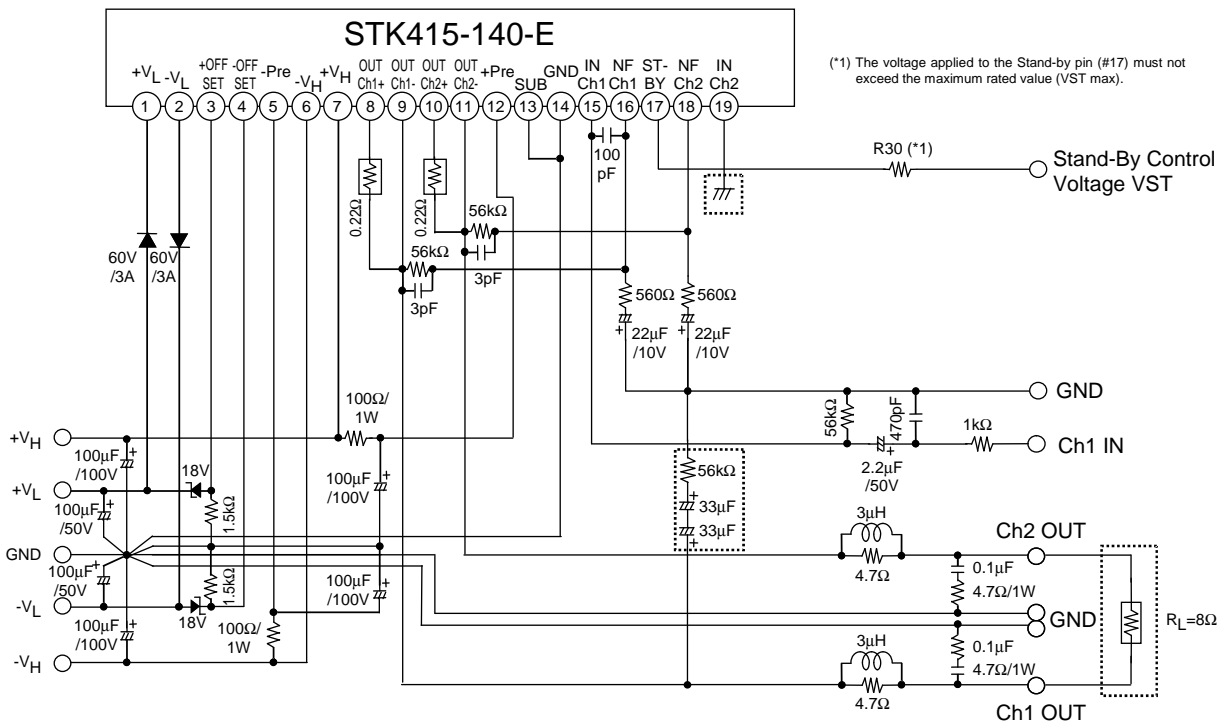 STK415-140-E
+VL -VL +OFF SET -OFF SET -Pre -VH +VH OUT Ch1+ OUT Ch1- OUT Ch2+ OUT Ch2- +Pre SUB GND IN Ch1 NF Ch1 ST-BY NF Ch2 IN Ch2
1 2 3 4 5 6 7 8 9 10 11 12 13 14 15 16 17 18 19
(*1) The voltage applied to the Stand-by pin (#17) must not
exceed the maximum rated value (VST max).
100
pF
R30 (*1)
Stand-By Control
Voltage VST
0.22Ω
0.22Ω
56kΩ
3pF
56kΩ
3pF
60V
/3A
60V
/3A
560Ω
560Ω
+
22µF
/10V
+
22µF
/10V
GND
56kΩ
470pF
1kΩ
Ch1 IN
+
2.2µF
/50V
100Ω/
1W
+VH
100µF
/100V
+
18V
100µF
/100V
+
+VL
100µF
/50V
+
1.5kΩ
56kΩ
+
33µF
33µF
+
GND
100µF
/50V
+
1.5kΩ
100µF
/100V
+
-VL
18V
100µF
/100V
+
100Ω/
1W
-VH
3µH
4.7Ω
Ch2 OUT
0.1µF
4.7Ω/1W
GND
RL=8Ω
3µH
4.7Ω
0.1µF
4.7Ω/1W
Ch1 OUT